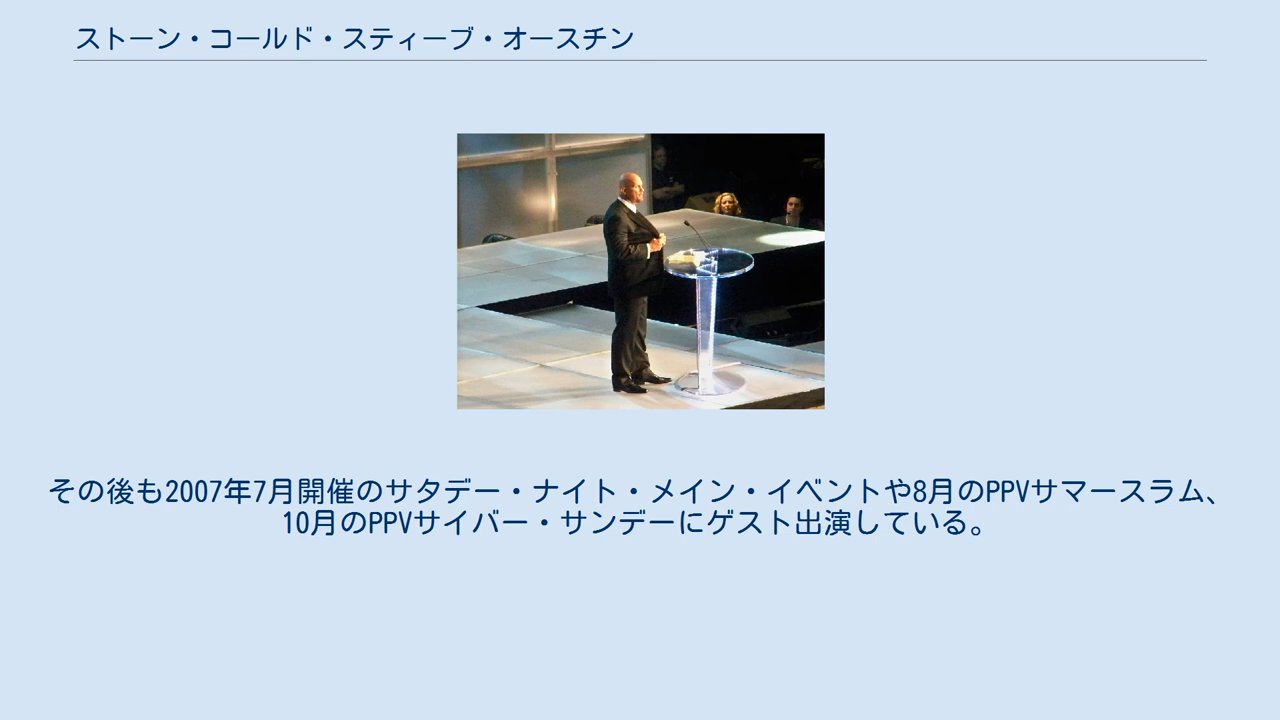 ストーン・コールド・スティーブ・オースチン
その後も2007年7月開催のサタデー・ナイト・メイン・イベントや8月のPPVサマースラム、
10月のPPVサイバー・サンデーにゲスト出演している。